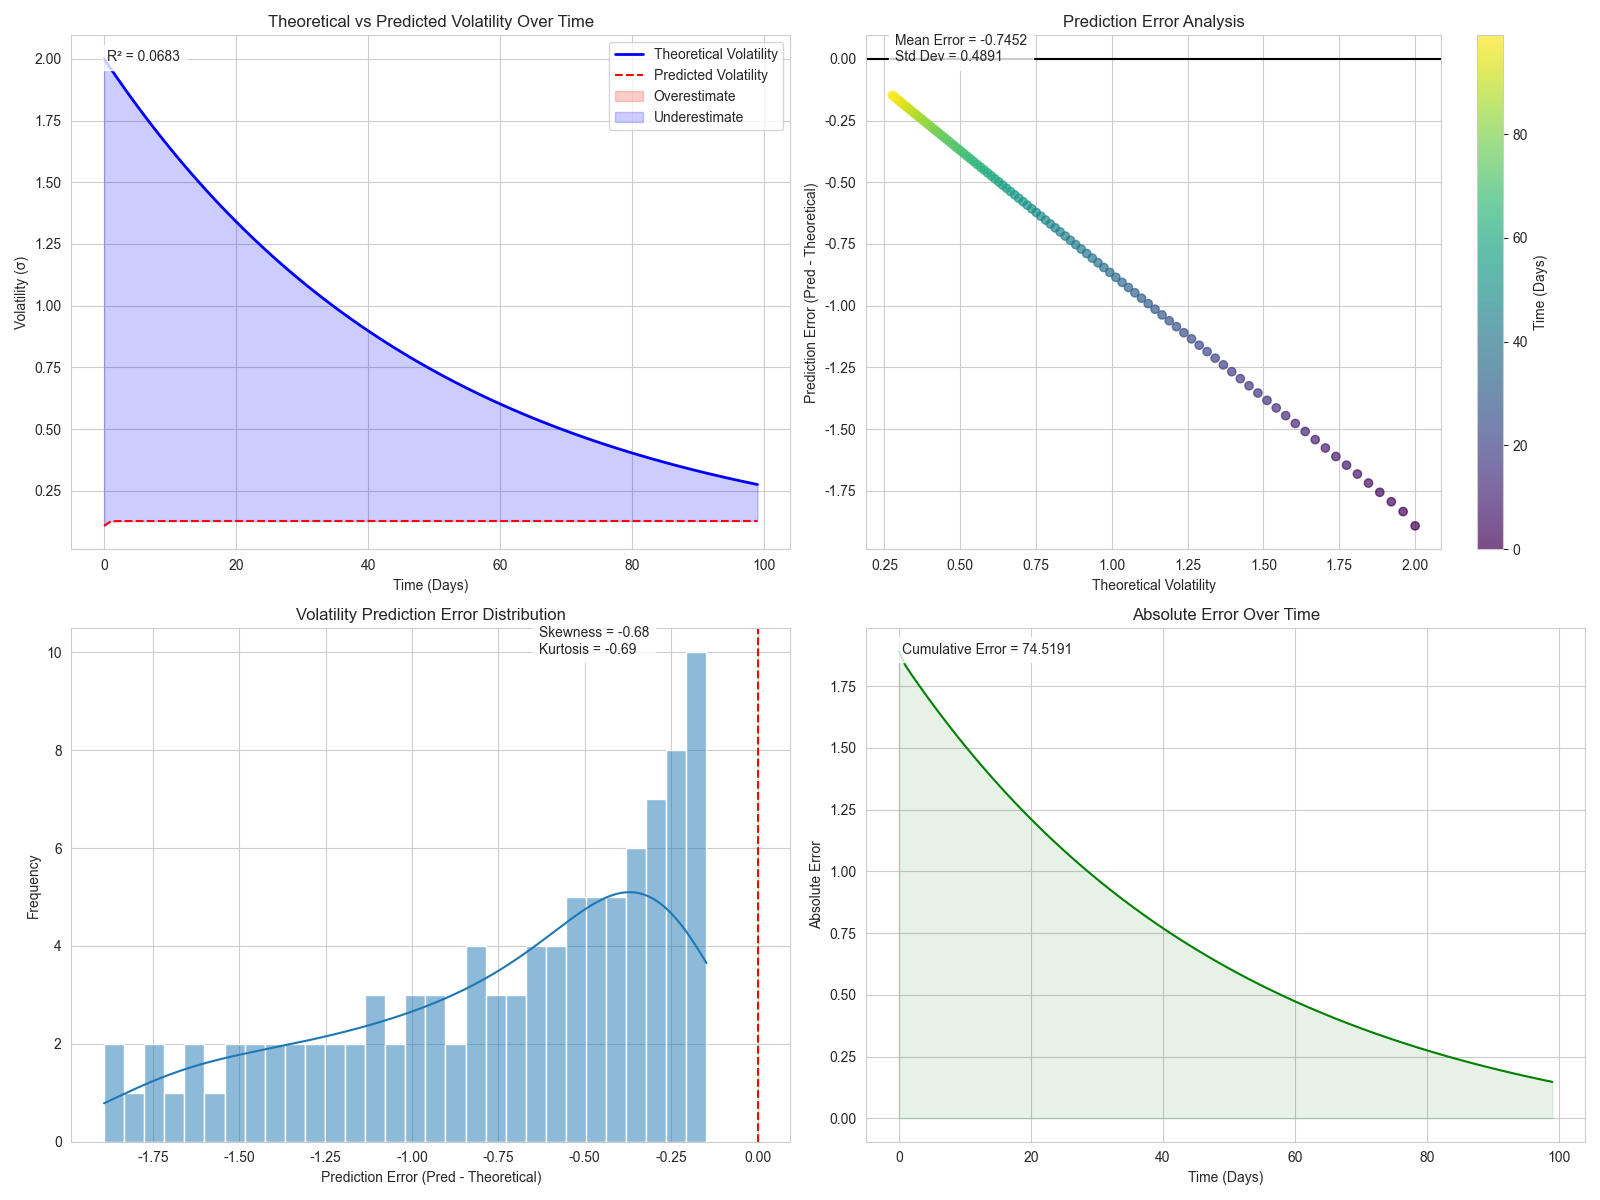 Theoretical vs Predicted Volatility Over Time
R² = 0.0683
Theoretical Volatility
Predicted Volatility
Overestimate
Underestimate
2.00
1.75
1.50
1.25
1.00
0.75
0.50
0.25
Volatility (σ)
0 20 40 60 80 100
Time (Days)
Prediction Error Analysis
Mean Error = -0.7452
Std Dev = 0.4891
0.00
-0.25
-0.50
-0.75
-1.00
-1.25
-1.50
-1.75
Prediction Error (Pred - Theoretical)
0.25 0.50 0.75 1.00 1.25 1.50 1.75 2.00
Theoretical Volatility
80
60
40
20
0
Time (Days)
Volatility Prediction Error Distribution
Skewness = -0.68
Kurtosis = -0.69
10
8
6
4
2
0
Frequency
-1.75 -1.50 -1.25 -1.00 -0.75 -0.50 -0.25 0.00
Prediction Error (Pred - Theoretical)
Absolute Error Over Time
Cumulative Error = 74.5191
1.75
1.50
1.25
1.00
0.75
0.50
0.25
0.00
Absolute Error
0 20 40 60 80 100
Time (Days)